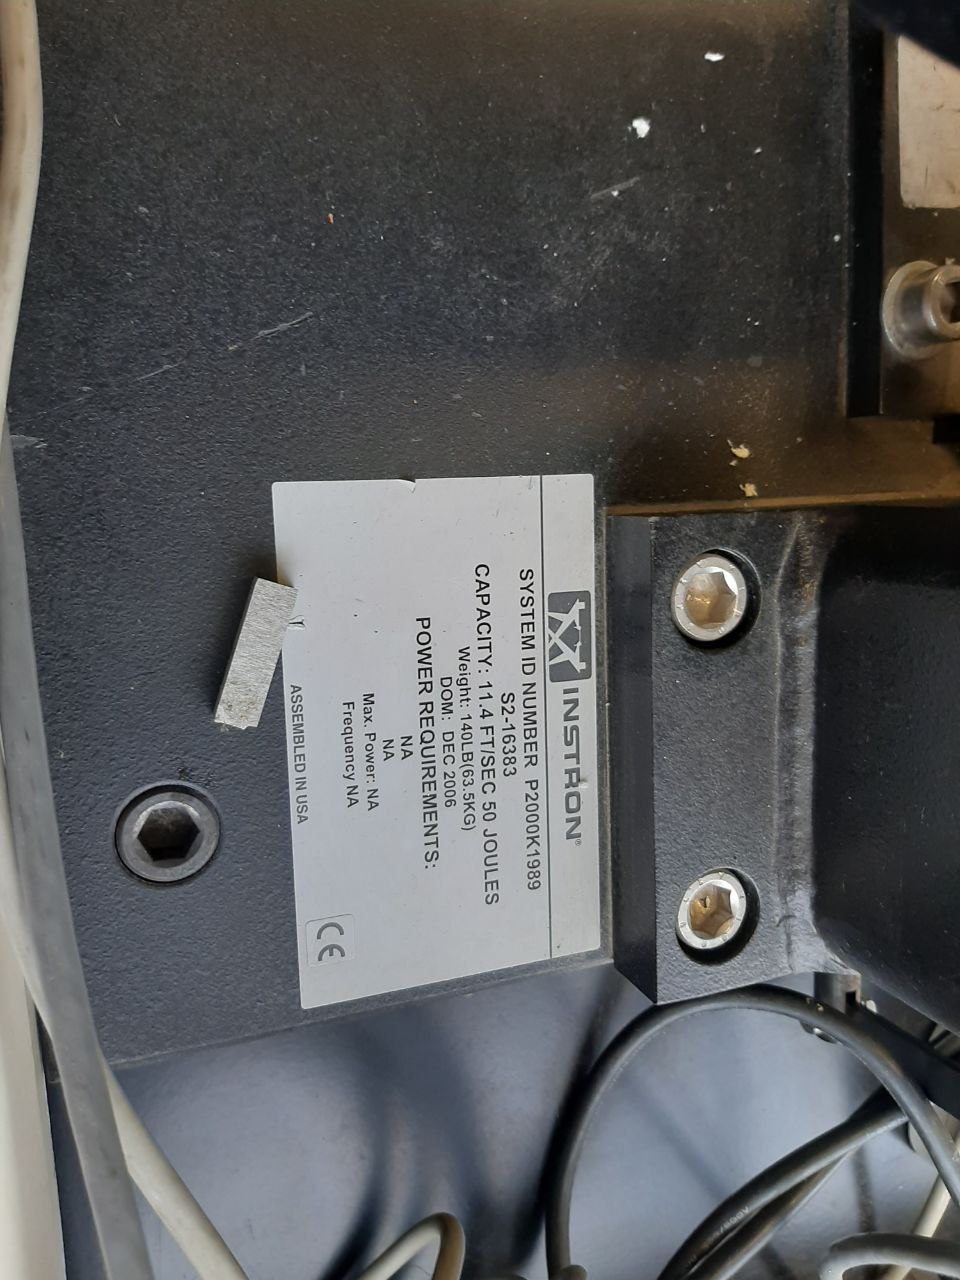 INSTRON®
SYSTEM ID NUMBER P2000K1989
S2-16383
CAPACITY: 11.4 FT/SEC 50 JOULES
Weight: 140LB(63.5KG)
DOM: DEC 2006
POWER REQUIREMENTS:
NA
NA
Max. Power: NA
Frequency NA
CE
ASSEMBLED IN USA